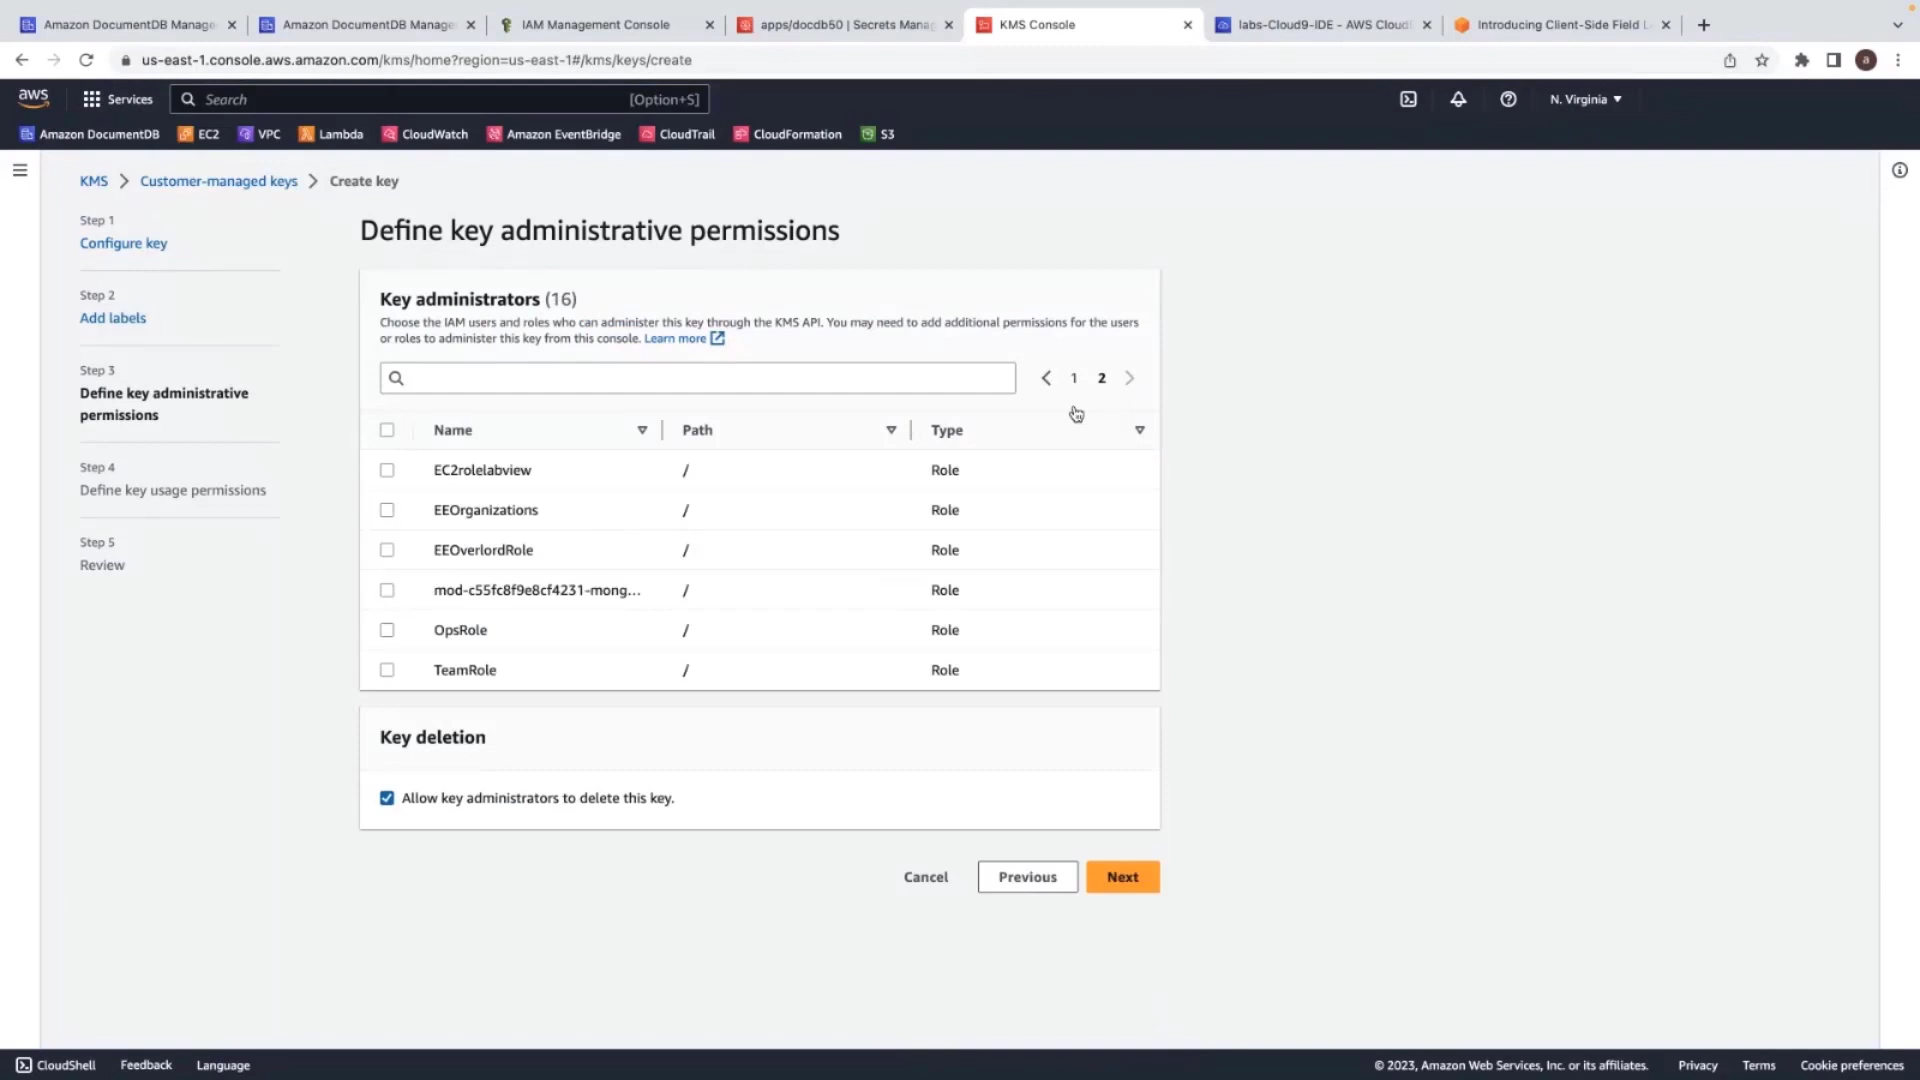 Amazon DocumentDB Manage
Amazon DocumentDB Manage
IAM Management Console
apps/docdb50 | Secrets Manag
KMS Console
labs-Cloud9-IDE - AWS Cloud
Introducing Client-Side Field L
us-east-1.console.aws.amazon.com/kms/home?region=us-east-1#/kms/keys/create
a
aws
Services
Search
[Option+S]
N. Virginia
Amazon DocumentDB
EC2
VPC
Lambda
CloudWatch
Amazon EventBridge
CloudTrail
CloudFormation
S3
KMS
Customer-managed keys
Create key
Step 1
Configure key
Step 2
Add labels
Step 3
Define key administrative
permissions
Step 4
Define key usage permissions
Step 5
Review
Define key administrative permissions
Key administrators (16)
Choose the IAM users and roles who can administer this key through the KMS API. You may need to add additional permissions for the users
or roles to administer this key from this console. Learn more
1 2
Name Path Type
EC2rolelabview / Role
EEOrganizations / Role
EEOverlordRole / Role
mod-c55fc8f9e8cf4231-mong... / Role
OpsRole / Role
TeamRole / Role
Key deletion
Allow key administrators to delete this key.
Cancel
Previous
Next
CloudShell
Feedback
Language
© 2023, Amazon Web Services, Inc. or its affiliates.
Privacy
Terms
Cookie preferences